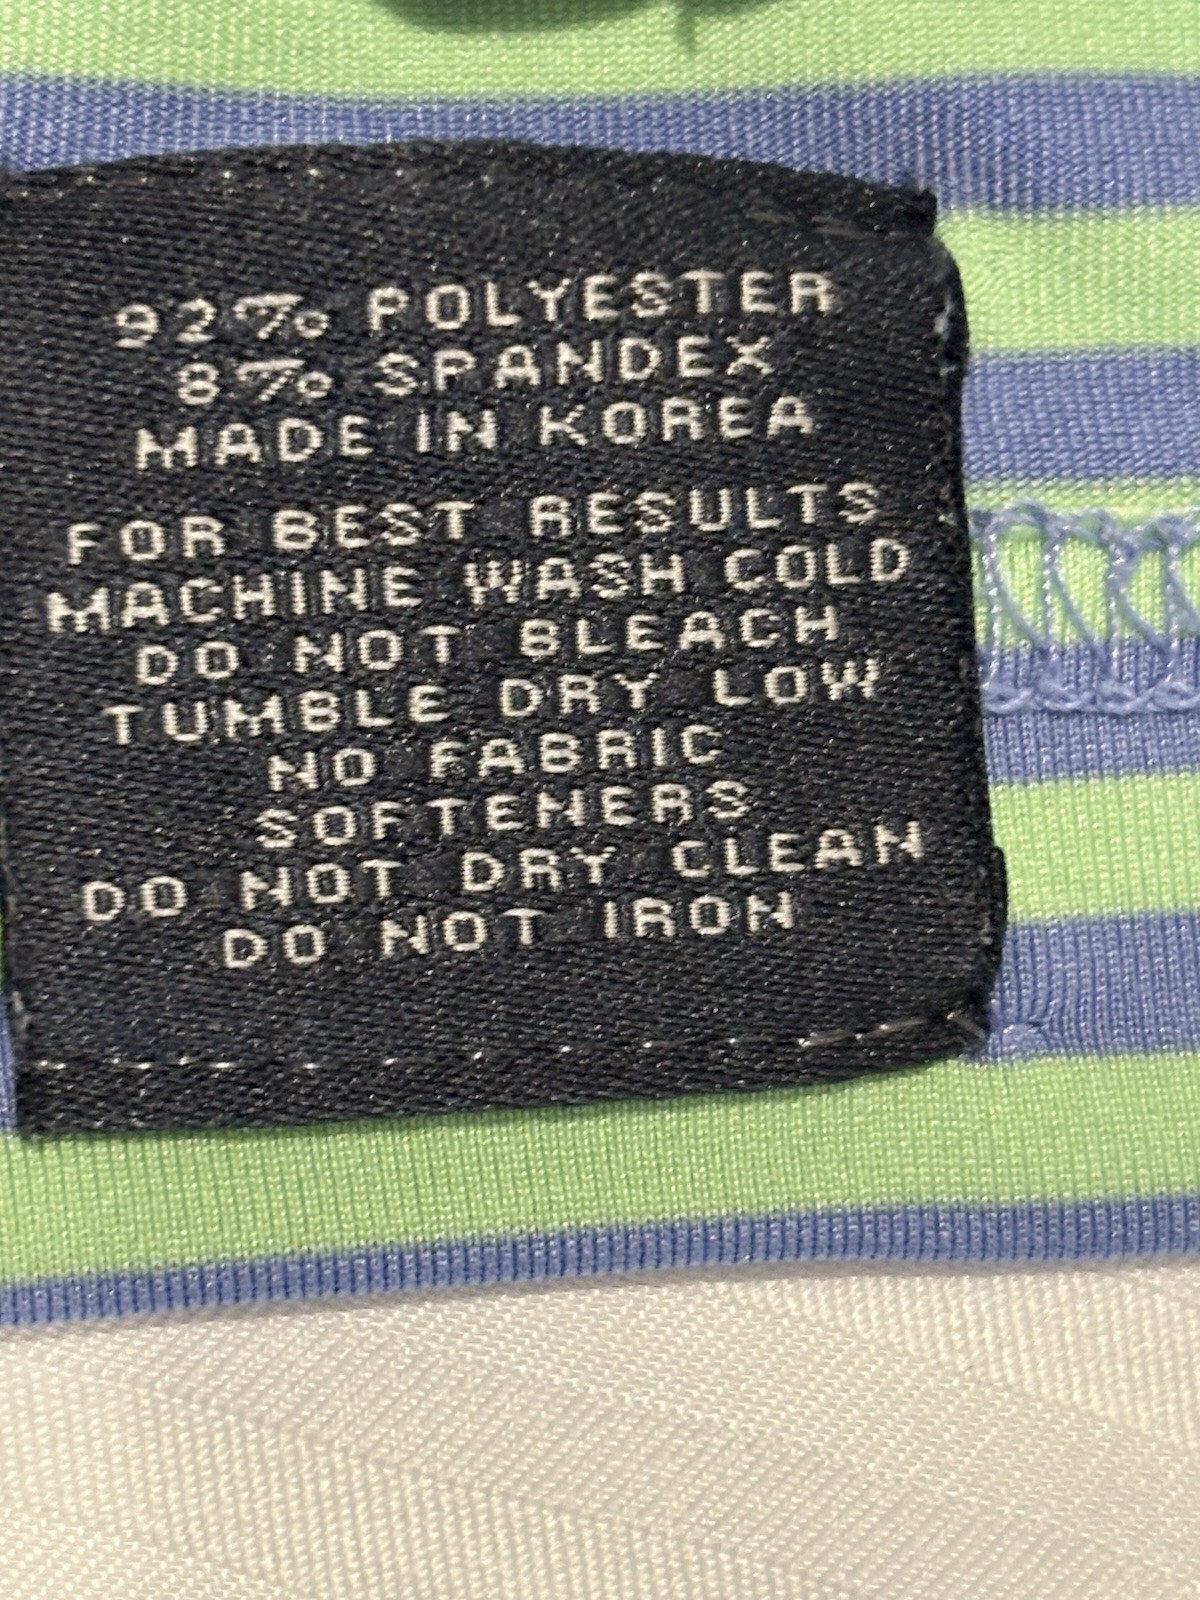 92% POLYESTER
8% SPANDEX
MADE IN KOREA
FOR BEST RESULTS
MACHINE WASH COLD
DO NOT BLEACH
TUMBLE DRY LOW
NO FABRIC
SOFTENERS
DO NOT DRY CLEAN
DO NOT IRON